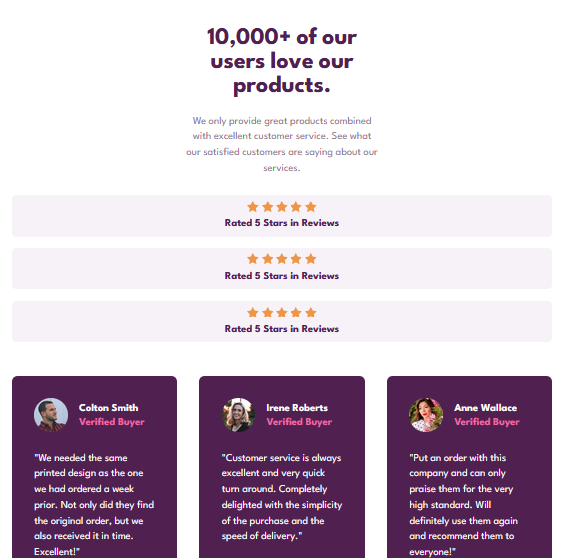 10,000+ of our
users love our
products.
We only provide great products combined
with excellent customer service. See what
our satisfied customers are saying about our
services.
Rated 5 Stars in Reviews
Rated 5 Stars in Reviews
Rated 5 Stars in Reviews
Colton Smith
Verified Buyer
"We needed the same
printed design as the one
we had ordered a week
prior. Not only did they find
the original order, but we
also received it in time.
Excellent!"
Irene Roberts
Verified Buyer
"Customer service is always
excellent and very quick
turn around. Completely
delighted with the simplicity
of the purchase and the
speed of delivery."
Anne Wallace
Verified Buyer
"Put an order with this
company and can only
praise them for the very
high standard. Will
definitely use them again
and recommend them to
everyone!"